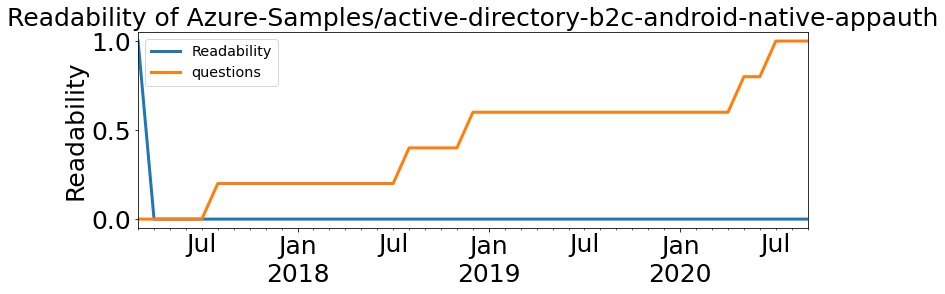 Readability of Azure-Samples/active-directory-b2c-android-native-appauth
Readability
1.0
0.5
0.0
Readability
questions
Jul
Jan
2018
Jul
Jan
2019
Jul
Jan
2020
Jul